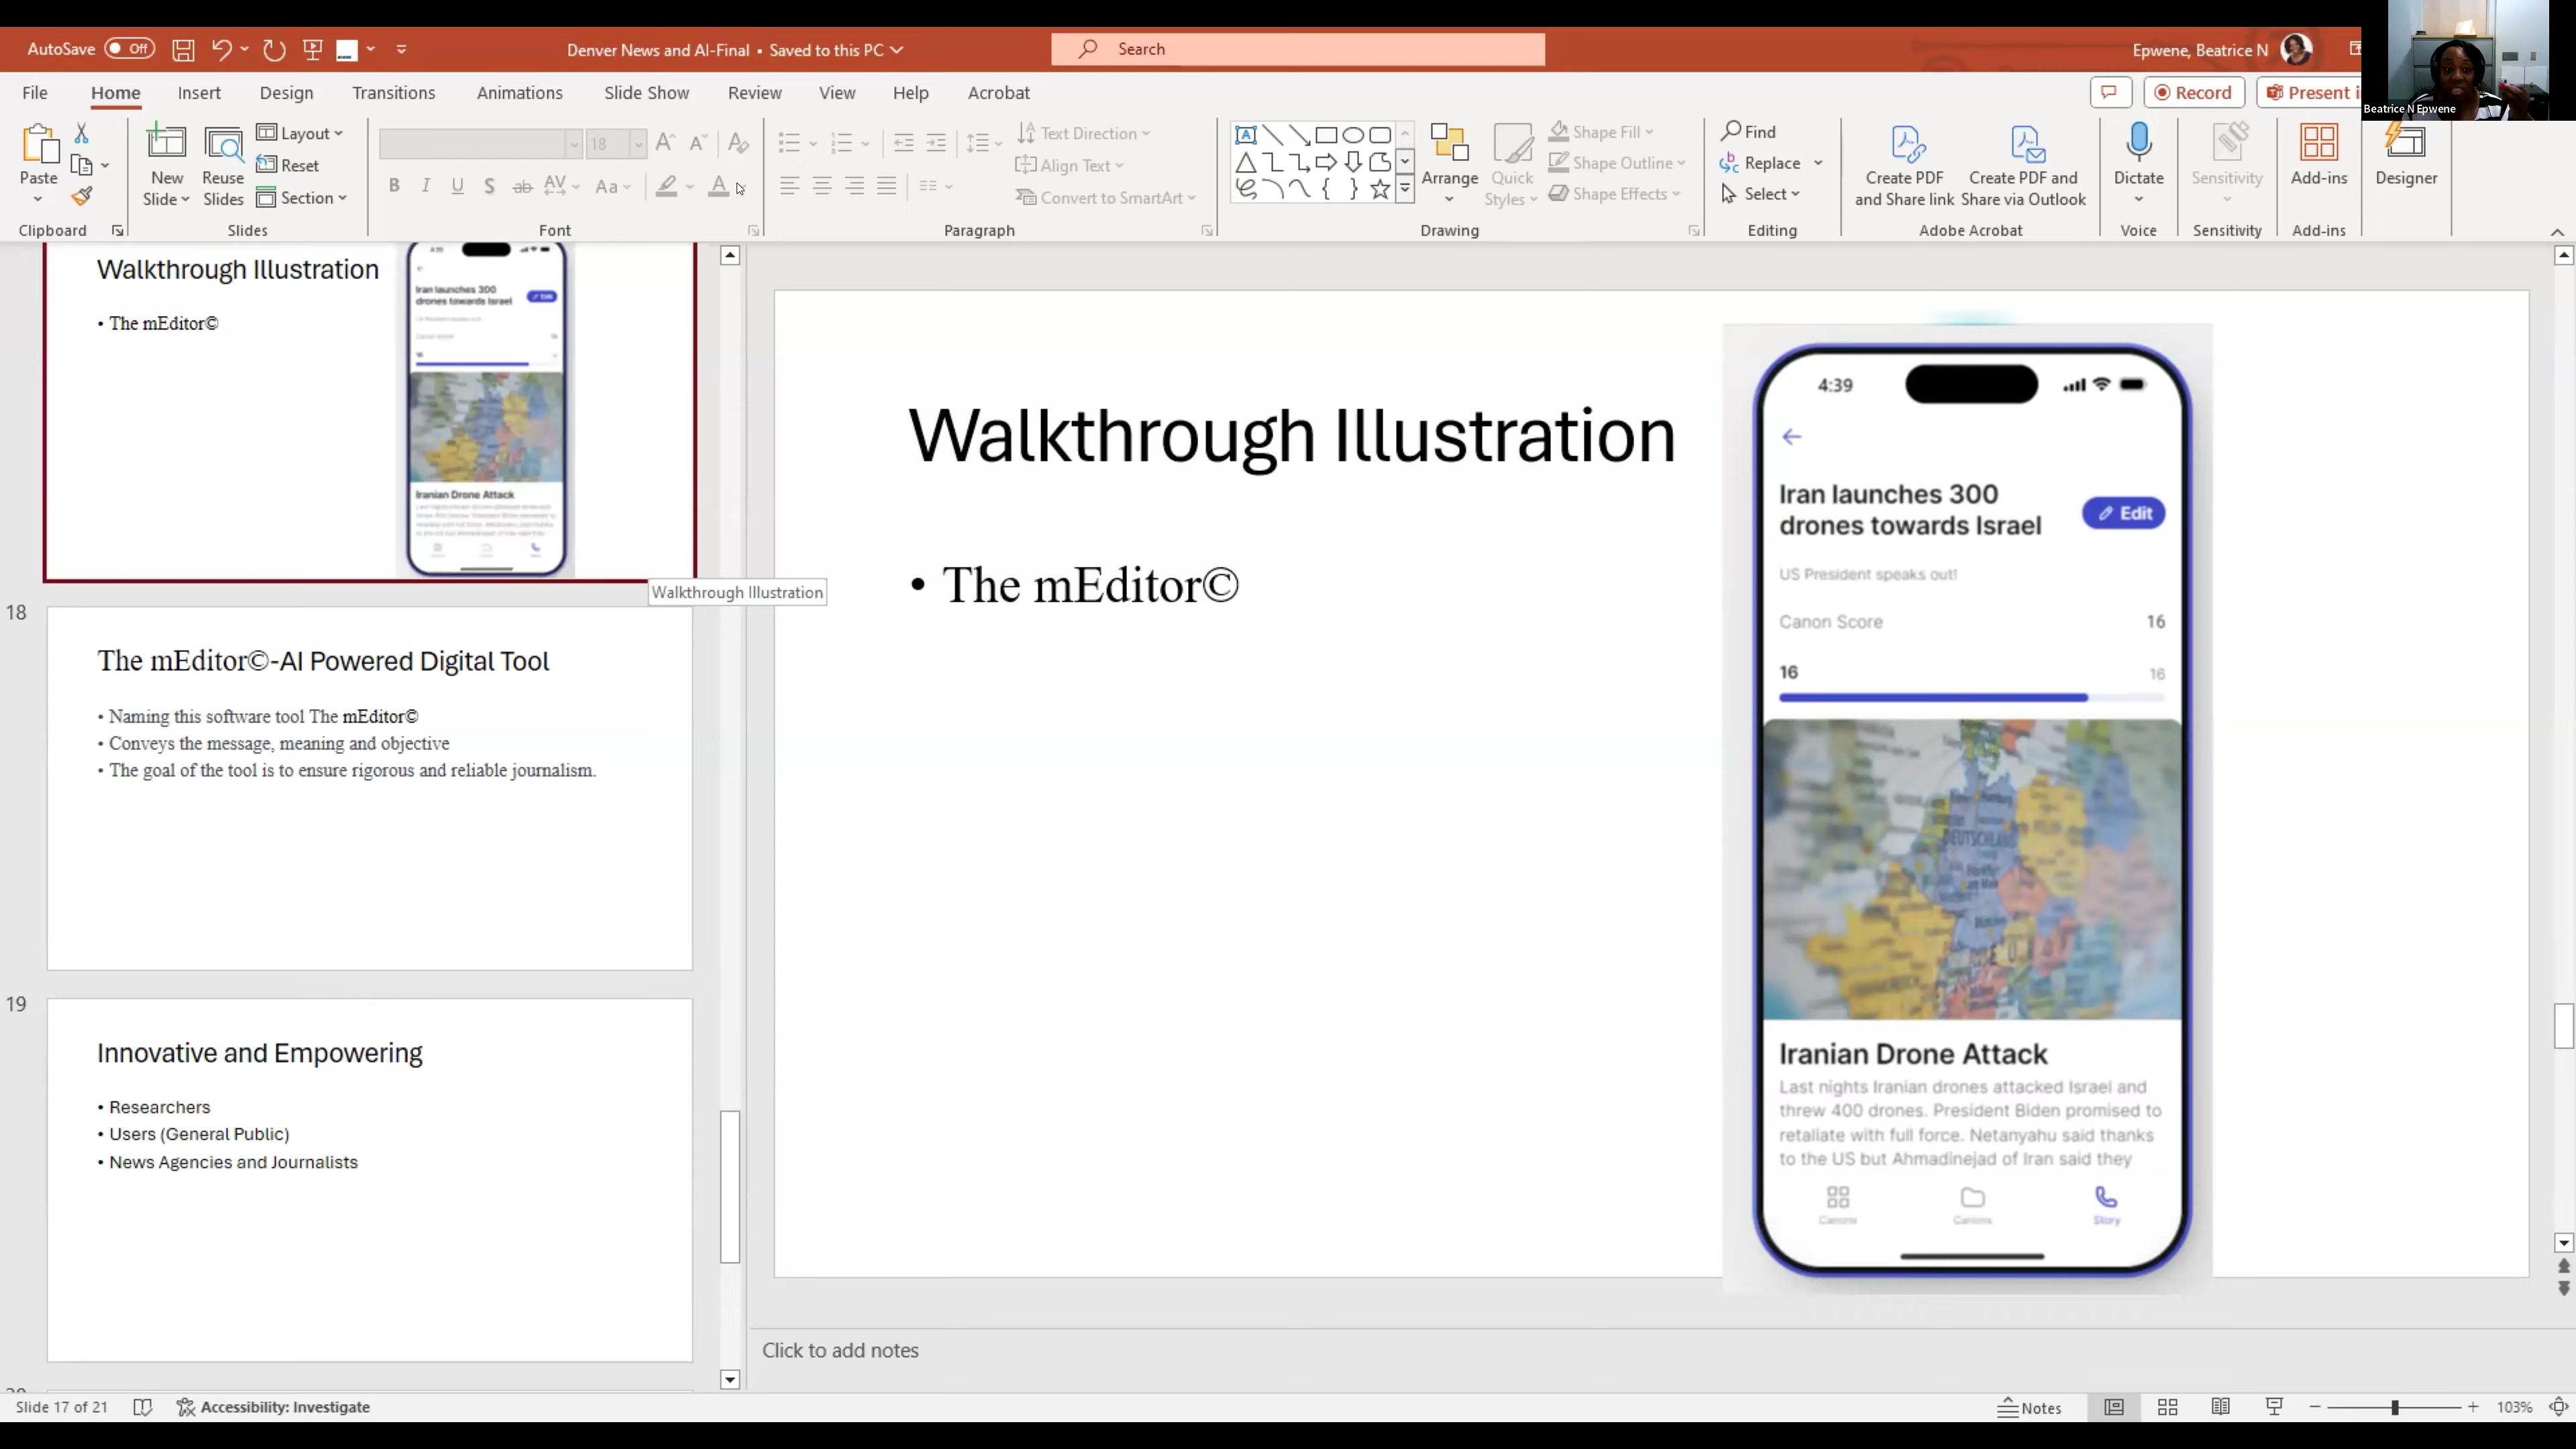 AutoSave Off
Denver News and AI-Final • Saved to this PC
Search
Epwene, Beatrice N
File Home Insert Design Transitions Animations Slide Show Review View Help Acrobat
Record
Present i
Beatrice N Epwene
Paste
Clipboard
New Slide
Reuse Slides
Layout
Reset
Section
Slides
18
Font
Text Direction
Align Text
Convert to SmartArt
Paragraph
Arrange
Quick Styles
Shape Fill
Shape Outline
Shape Effects
Drawing
Find
Replace
Select
Editing
Create PDF and Share link
Create PDF and Share via Outlook
Adobe Acrobat
Dictate
Voice
Sensitivity
Sensitivity
Add-ins
Add-ins
Designer
Walkthrough Illustration
• The mEditor©
Iran launches 300
drones towards Israel
Edit
Iranian Drone Attack
Walkthrough Illustration
18
The mEditor©-AI Powered Digital Tool
• Naming this software tool The mEditor©
• Conveys the message, meaning and objective
• The goal of the tool is to ensure rigorous and reliable journalism.
19
Innovative and Empowering
• Researchers
• Users (General Public)
• News Agencies and Journalists
Walkthrough Illustration
• The mEditor©
4:39
Iran launches 300
drones towards Israel
Edit
US President speaks out!
Canon Score 16
16 16
DEUTSCHLAND
Iranian Drone Attack
Last nights Iranian drones attacked Israel and
threw 400 drones. President Biden promised to
retaliate with full force. Netanyahu said thanks
to the US but Ahmadinejad of Iran said they
Canons Canons Story
Click to add notes
Slide 17 of 21
Accessibility: Investigate
Notes
103%